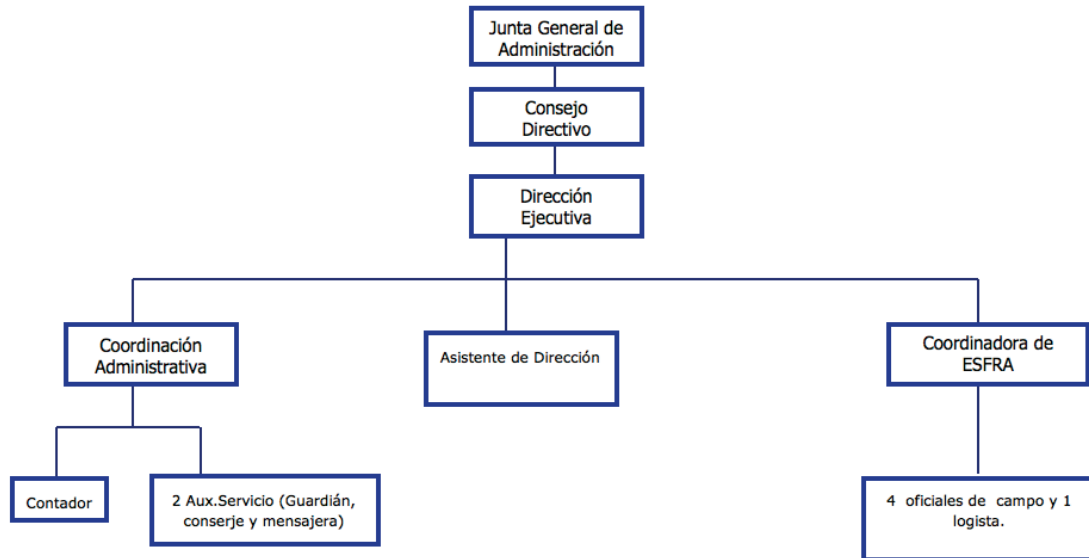 Junta General de
Administración
Consejo
Directivo
Dirección
Ejecutiva
Coordinación
Administrativa
Asistente de Dirección
Coordinadora de
ESFRA
Contador
2 Aux.Servicio (Guardián,
conserje y mensajera)
4 oficiales de campo y 1
logista.